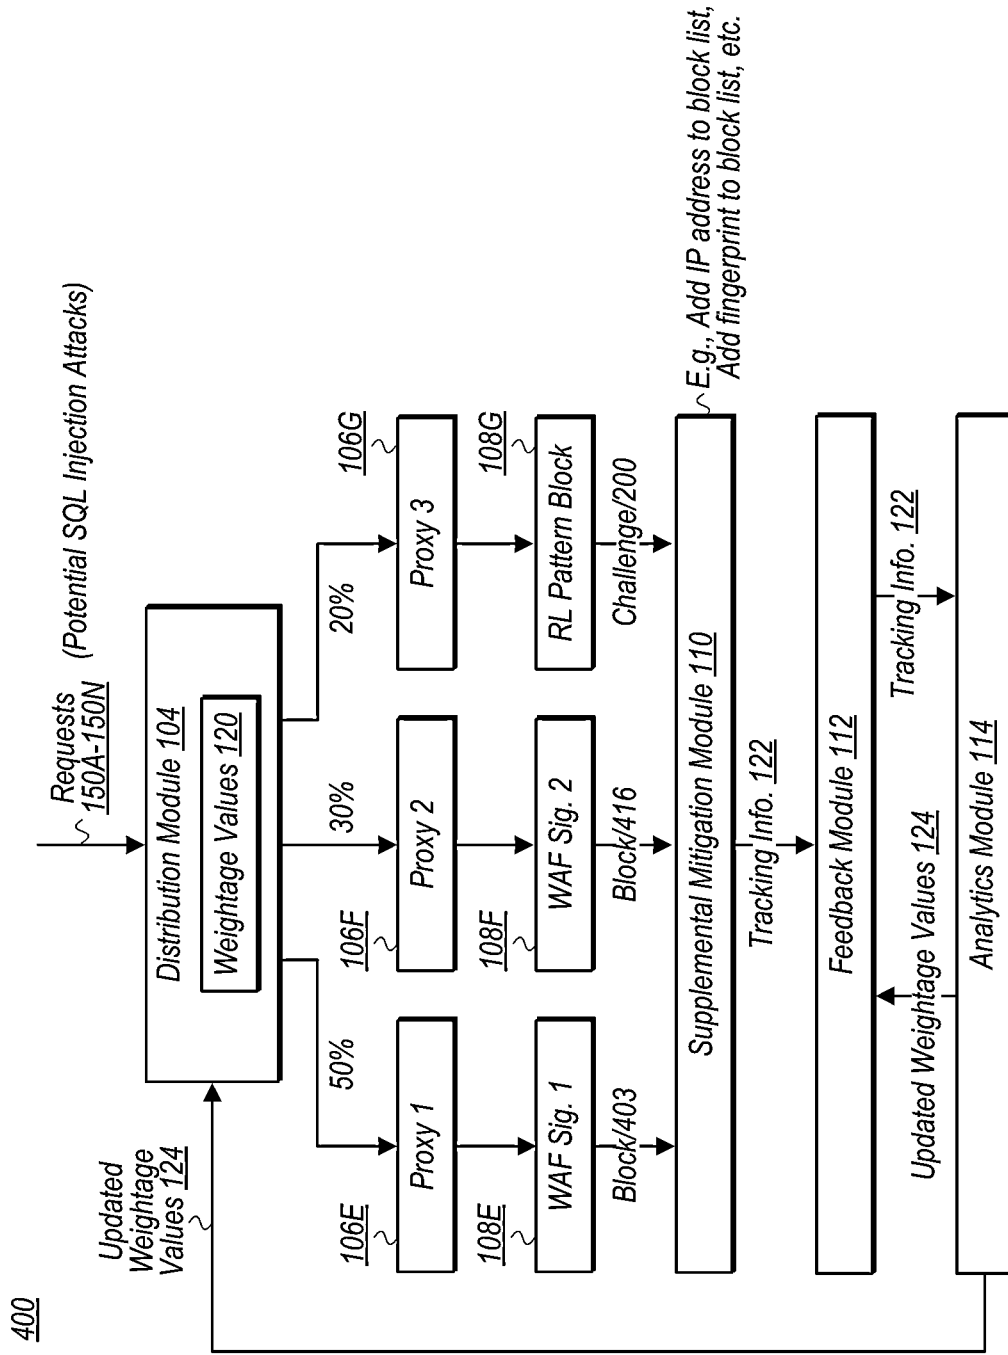 400
Requests
150A-150N
(Potential SQL Injection Attacks)
Updated
Weightage
Values 124
Distribution Module 104
Weightage Values 120
50%
30%
20%
106E
Proxy 1
106F
Proxy 2
106G
Proxy 3
108E
WAF Sig. 1
108F
WAF Sig. 2
108G
RL Pattern Block
Block/403
Block/416
Challenge/200
Supplemental Mitigation Module 110
E.g., Add IP address to block list,
Add fingerprint to block list, etc.
Tracking Info. 122
Feedback Module 112
Updated Weightage Values 124
Tracking Info. 122
Analytics Module 114